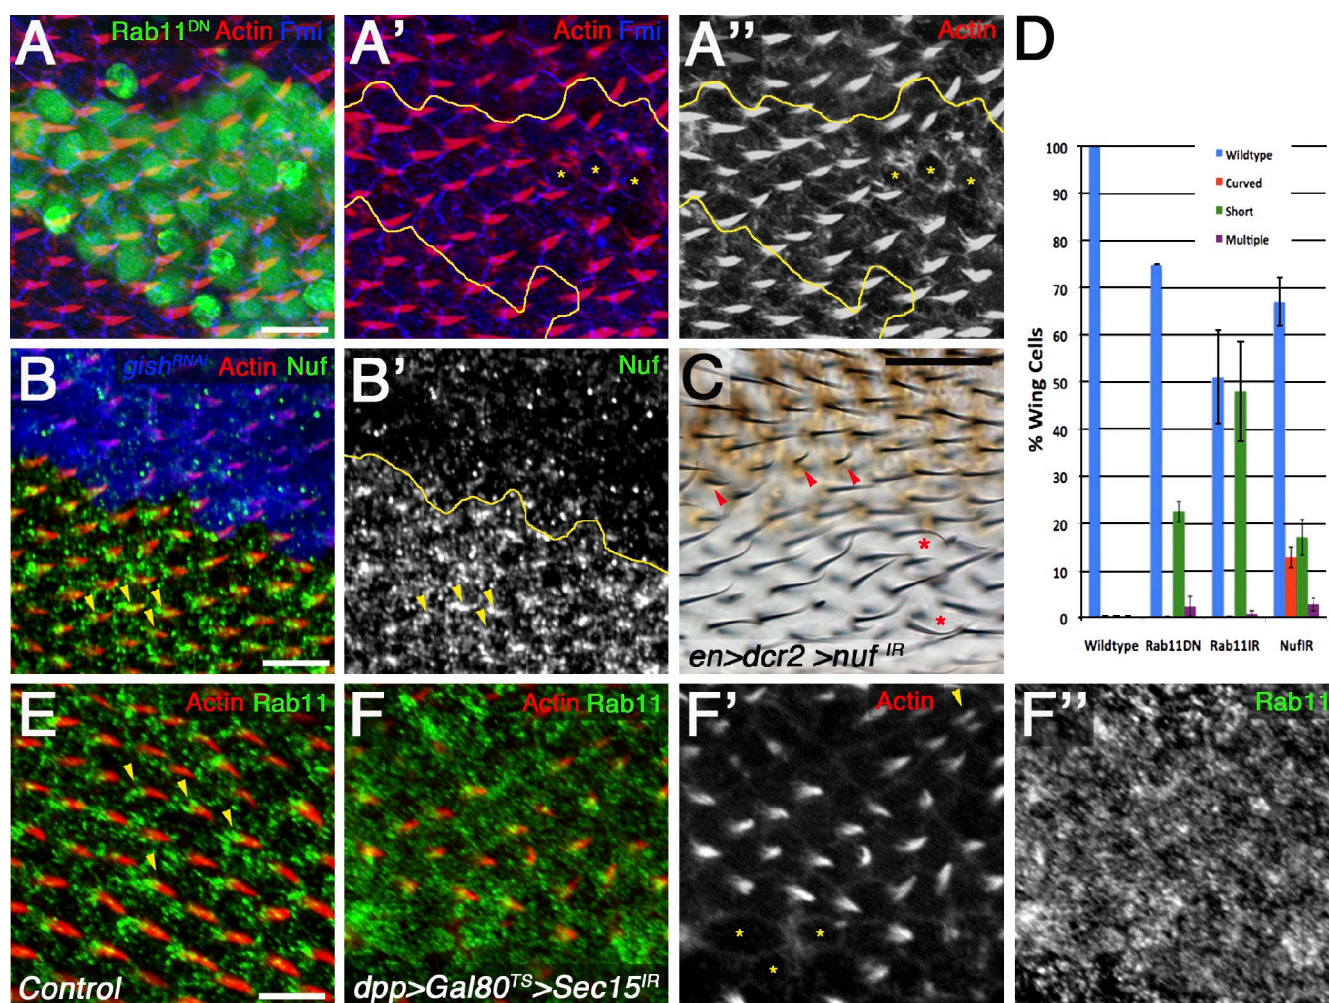 A Rab11DN Actin Fmi
A' Actin Fmi
A'' Actin
D
100
90
80
70
60
50
40
30
20
10
0
% Wing Cells
Wildtype
Curved
Short
Multiple
Wildtype Rab11DN Rab11IR NufIR
B gishRNAi Actin Nuf
B' Nuf
C
* 
*
en>dcr2 >nuf IR
E Actin Rab11
Control
F Actin Rab11
dpp>Gal80TS>Sec15IR
F' Actin
F'' Rab11